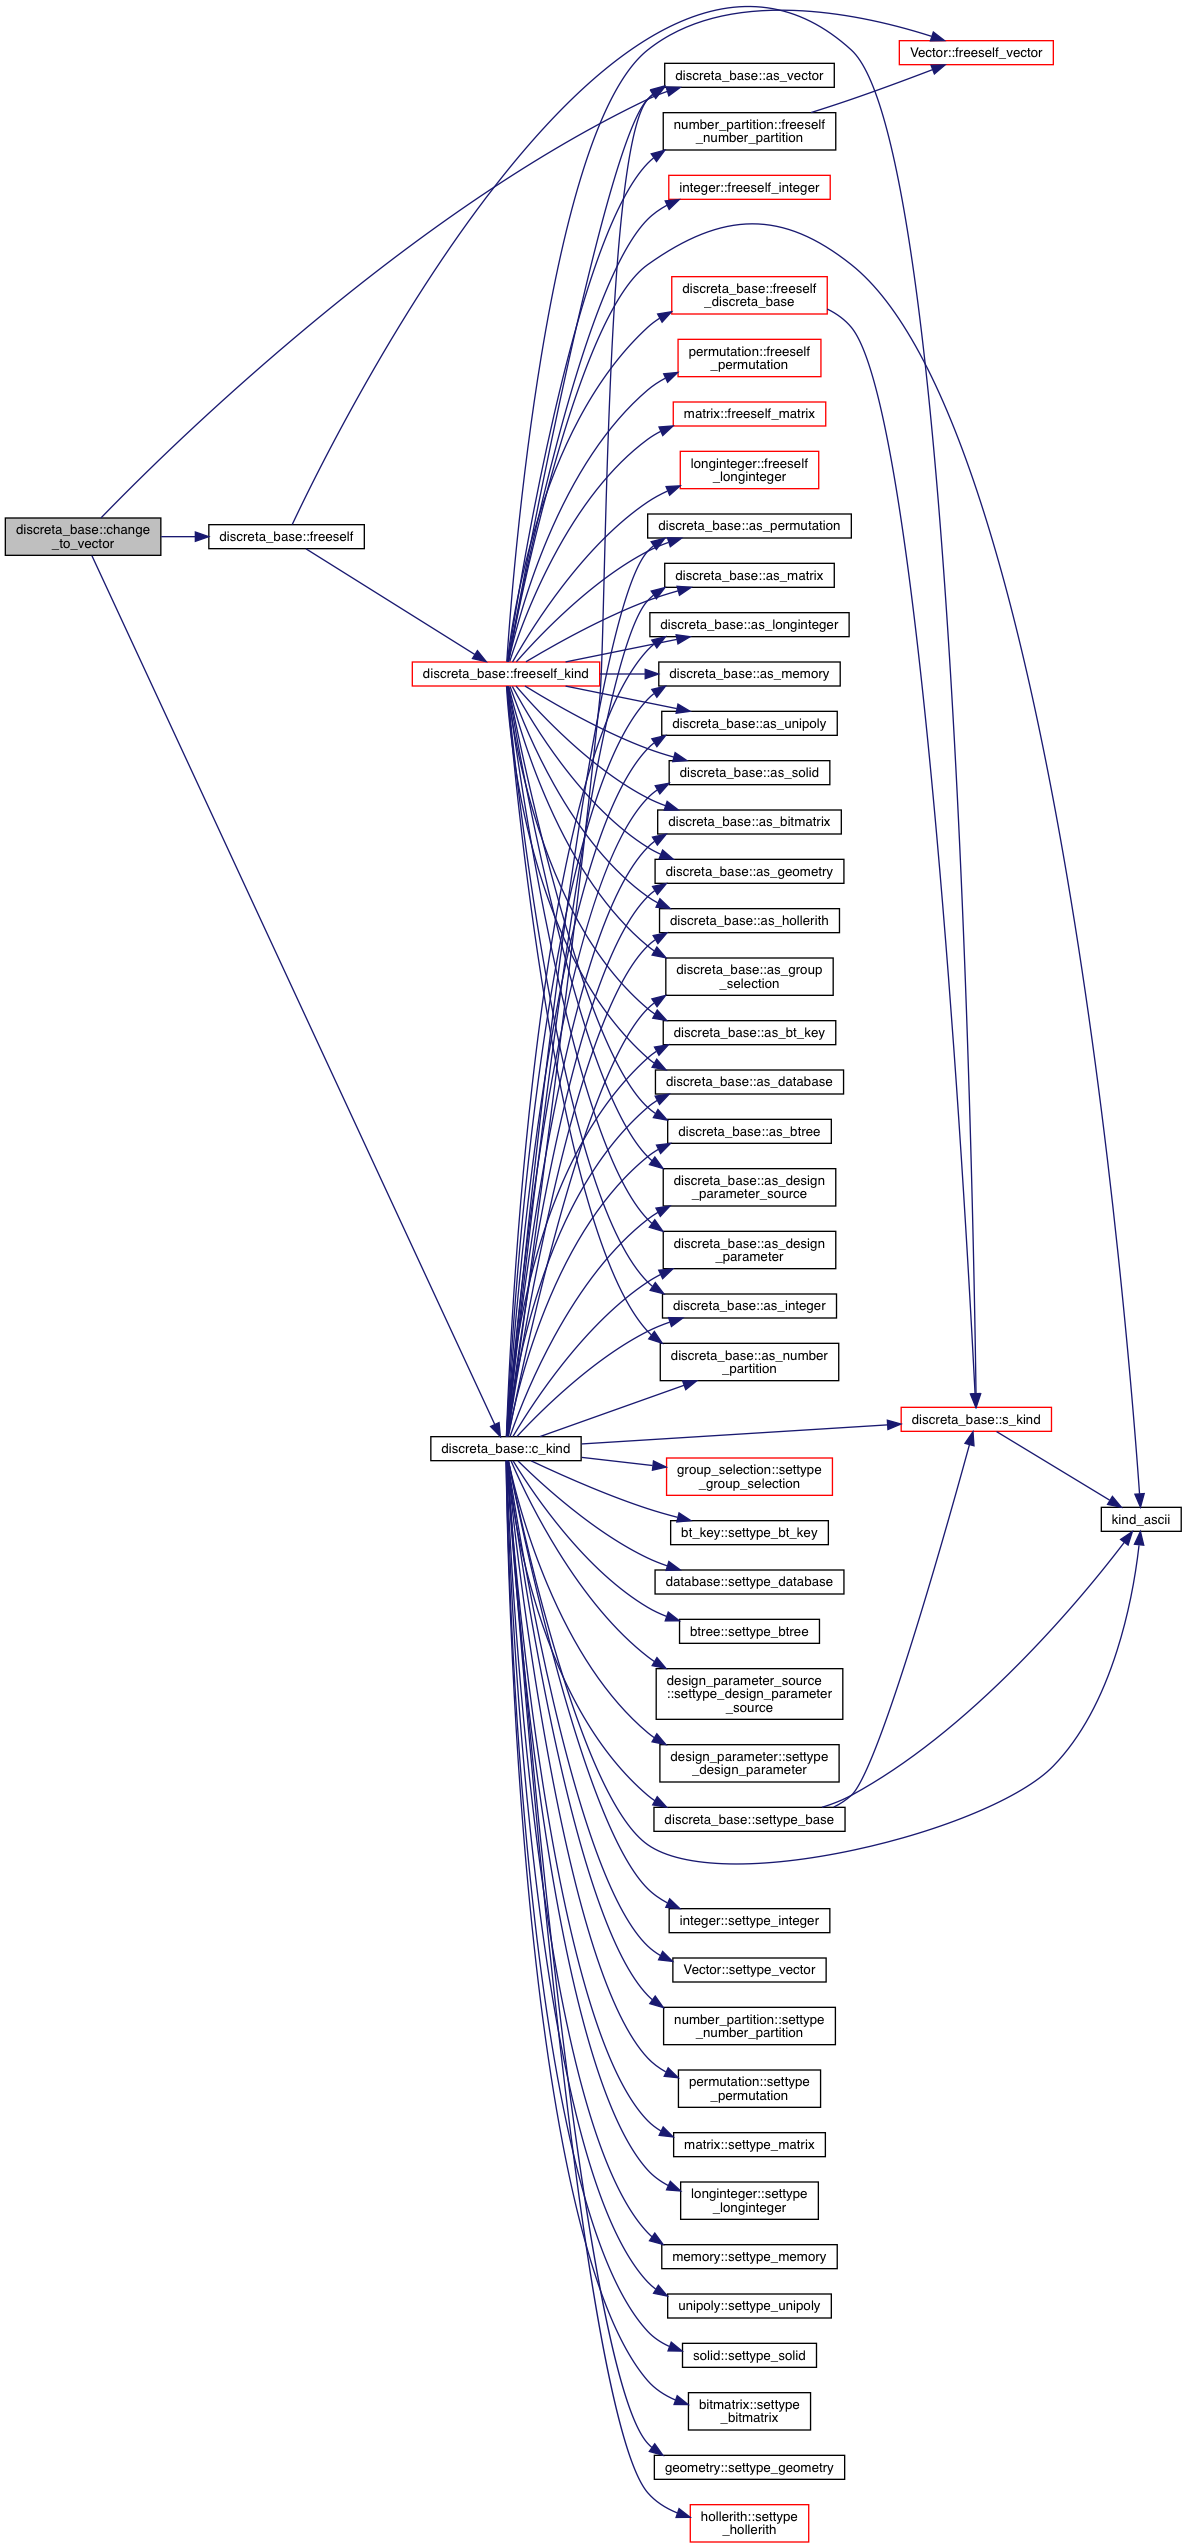 Vector::freeself_vector
discreta_base::as_vector
number_partition::freeself
_number_partition
integer::freeself_integer
discreta_base::freeself
_discreta_base
permutation::freeself
_permutation
matrix::freeself_matrix
longinteger::freeself
_longinteger
discreta_base::change
_to_vector
discreta_base::freeself
discreta_base::as_permutation
discreta_base::as_matrix
discreta_base::as_longinteger
discreta_base::freeself_kind
discreta_base::as_memory
discreta_base::as_unipoly
discreta_base::as_solid
discreta_base::as_bitmatrix
discreta_base::as_geometry
discreta_base::as_hollerith
discreta_base::as_group
_selection
discreta_base::as_bt_key
discreta_base::as_database
discreta_base::as_btree
discreta_base::as_design
_parameter_source
discreta_base::as_design
_parameter
discreta_base::as_integer
discreta_base::as_number
_partition
discreta_base::s_kind
discreta_base::c_kind
group_selection::settype
_group_selection
kind_ascii
bt_key::settype_bt_key
database::settype_database
btree::settype_btree
design_parameter_source
::settype_design_parameter
_source
design_parameter::settype
_design_parameter
discreta_base::settype_base
integer::settype_integer
Vector::settype_vector
number_partition::settype
_number_partition
permutation::settype
_permutation
matrix::settype_matrix
longinteger::settype
_longinteger
memory::settype_memory
unipoly::settype_unipoly
solid::settype_solid
bitmatrix::settype
_bitmatrix
geometry::settype_geometry
hollerith::settype
_hollerith